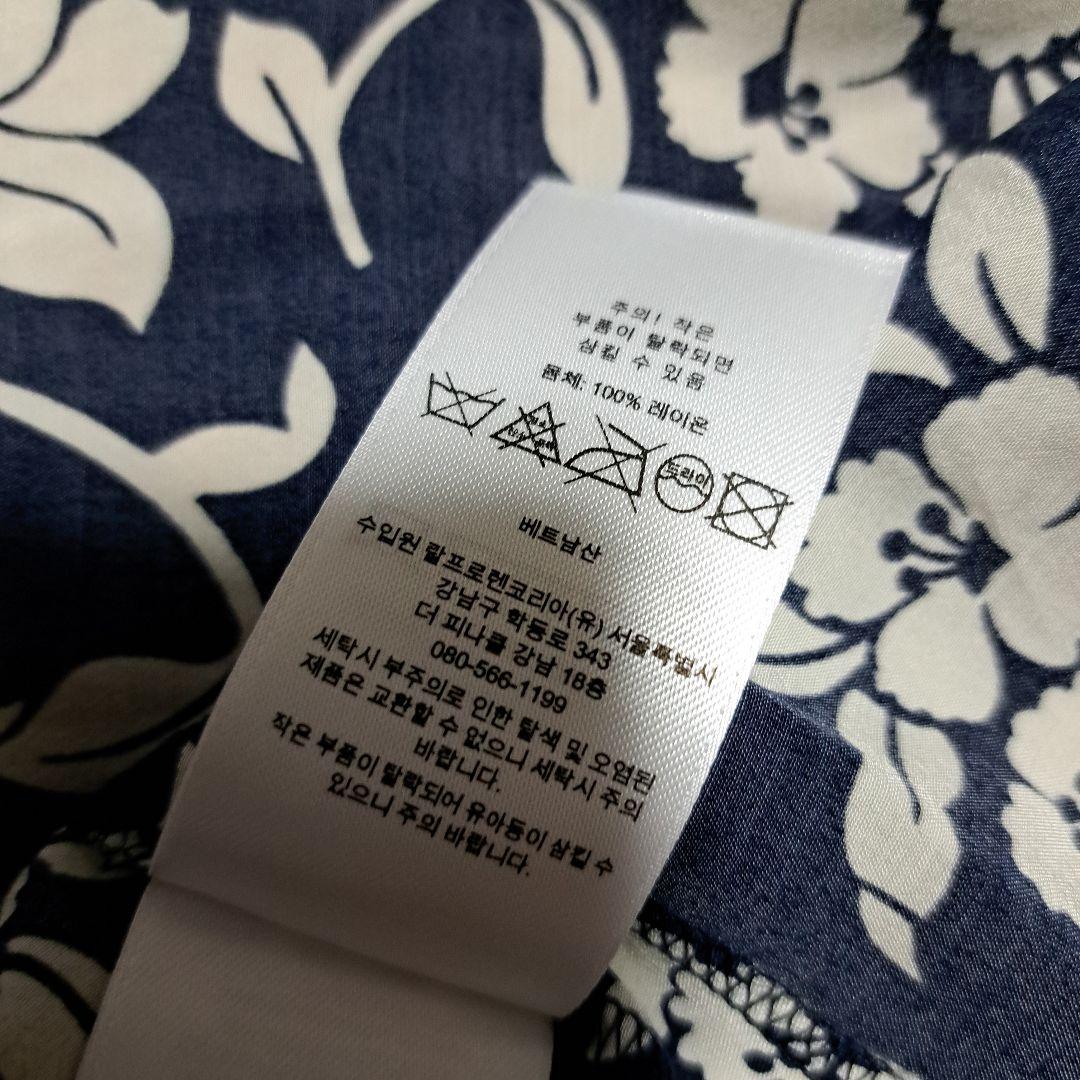 주의! 작은
부품이 탈락되면
삼킬 수 있음
몸체: 100% 레이온
드라이
베트남산
수입원 랄프로렌코리아(유) 서울특별시
강남구 학동로 343
더 피나클 강남 18층
080-566-1199
세탁시 부주의로 인한 탈색 및 오염된
제품은 교환할 수 없으니 세탁시 주의
바랍니다.
작은 부품이 탈락되어 유아등이 삼킬 수
있으니 주의 바랍니다.